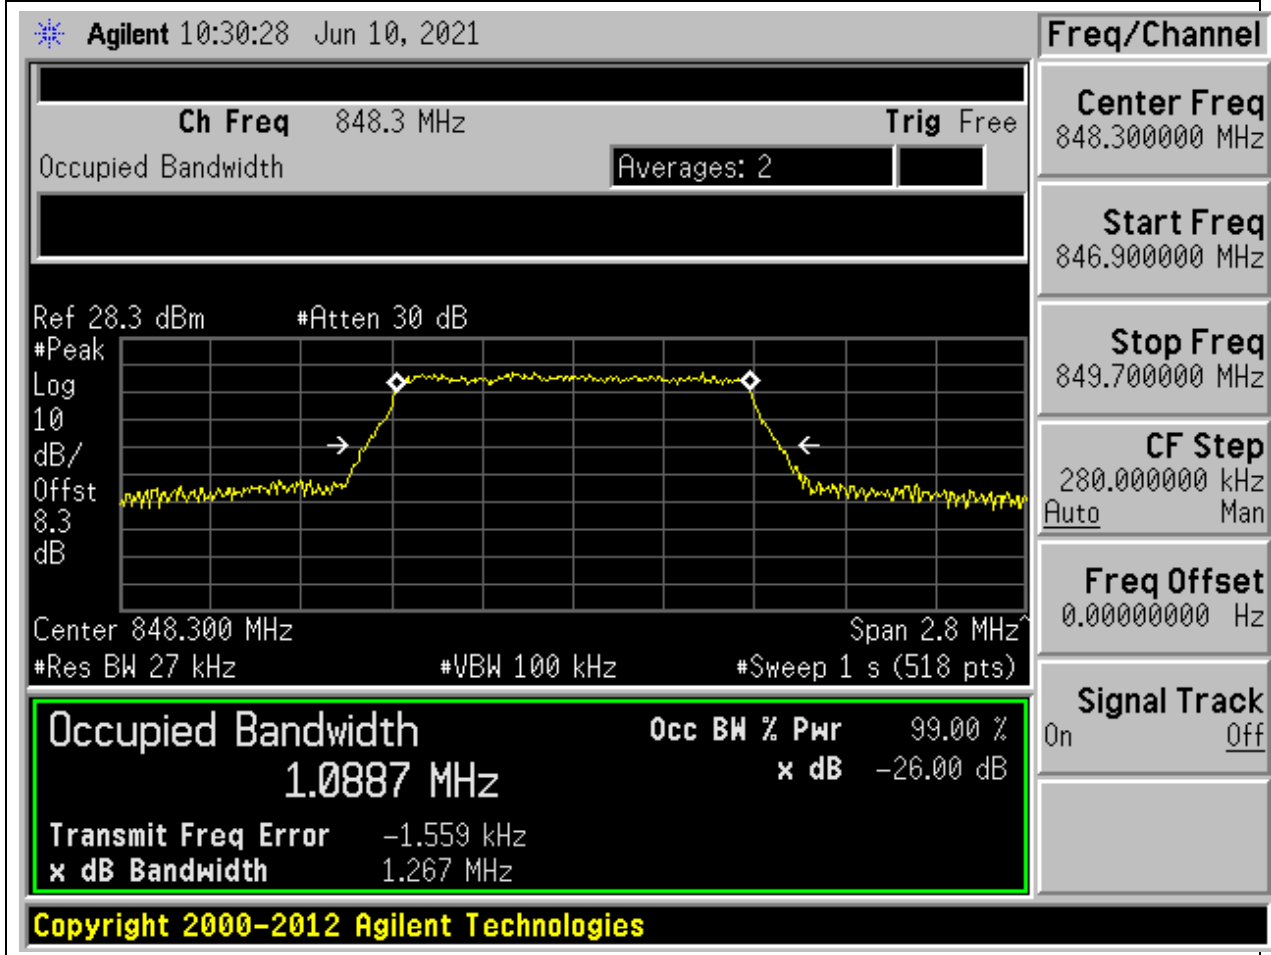 Agilent 10:30:28 Jun 10, 2021
Freq/Channel
Ch Freq 848.3 MHz Trig Free
Occupied Bandwidth Averages: 2
Center Freq
848.300000 MHz
Start Freq
846.900000 MHz
Stop Freq
849.700000 MHz
CF Step
280.000000 kHz
Auto Man
Freq Offset
0.00000000 Hz
Signal Track
On Off
Ref 28.3 dBm #Atten 30 dB
#Peak
Log
10
dB/
Offst
8.3
dB
Center 848.300 MHz Span 2.8 MHz^
#Res BW 27 kHz #VBW 100 kHz #Sweep 1 s (518 pts)
Occupied Bandwidth Occ BW % Pwr 99.00 %
1.0887 MHz x dB -26.00 dB
Transmit Freq Error -1.559 kHz
x dB Bandwidth 1.267 MHz
Copyright 2000-2012 Agilent Technologies